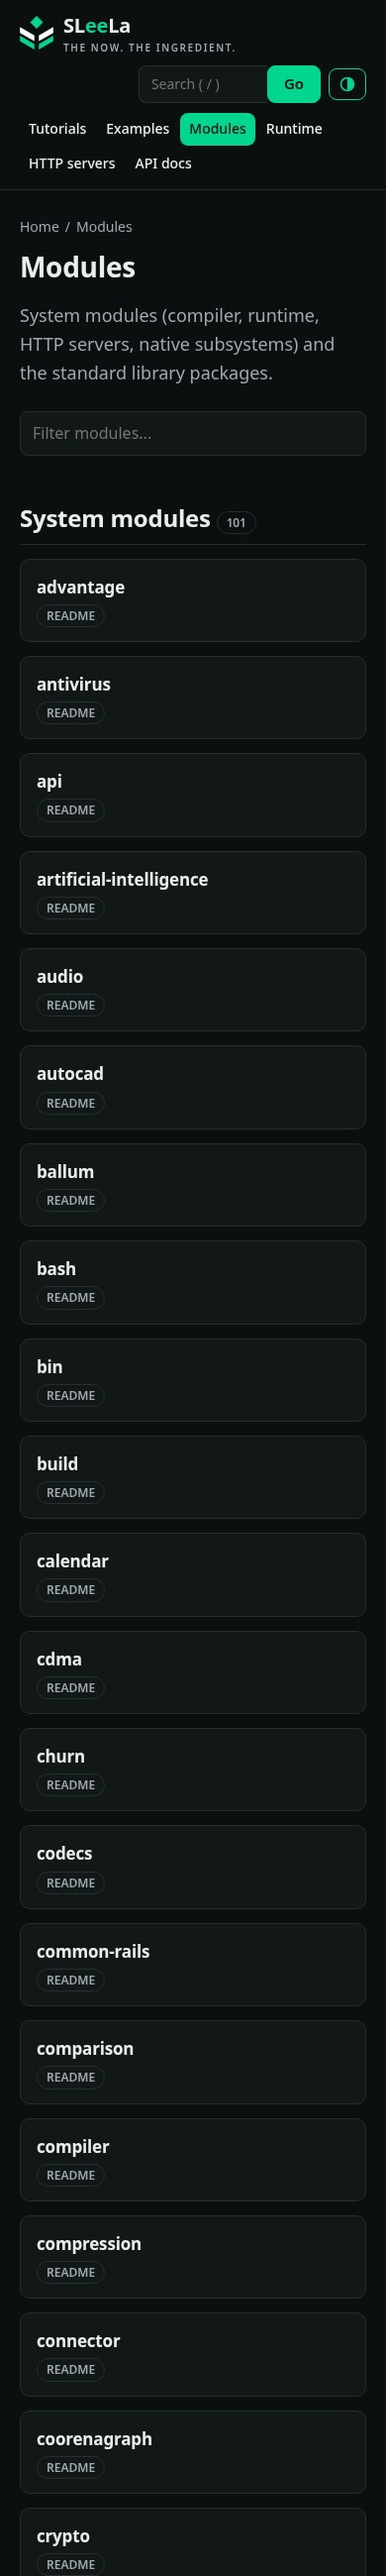 SLeeLa
THE NOW. THE INGREDIENT.
Search ( / )
Go
Tutorials
Examples
Modules
Runtime
HTTP servers
API docs
Home / Modules
Modules
System modules (compiler, runtime,
HTTP servers, native subsystems) and
the standard library packages.
Filter modules...
System modules 101
advantage
README
antivirus
README
api
README
artificial-intelligence
README
audio
README
autocad
README
ballum
README
bash
README
bin
README
build
README
calendar
README
cdma
README
churn
README
codecs
README
common-rails
README
comparison
README
compiler
README
compression
README
connector
README
coorenagraph
README
crypto
README